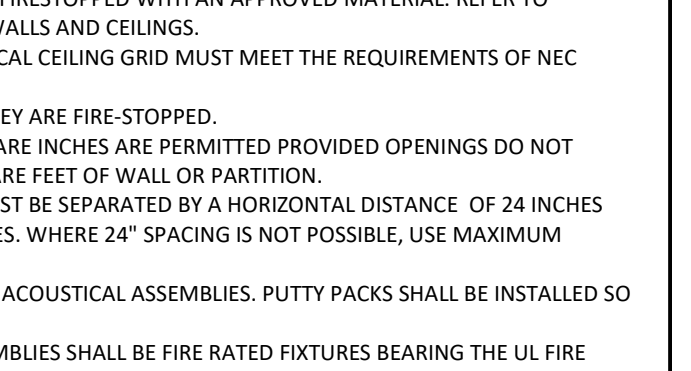 FIRESTOPPED WITH AN APPROVED MATERIAL. REFER TO
WALLS AND CEILINGS.
CAL CEILING GRID MUST MEET THE REQUIREMENTS OF NEC
EY ARE FIRE-STOPPED.
ARE INCHES ARE PERMITTED PROVIDED OPENINGS DO NOT
ARE FEET OF WALL OR PARTITION.
ST BE SEPARATED BY A HORIZONTAL DISTANCE  OF 24 INCHES
ES. WHERE 24" SPACING IS NOT POSSIBLE, USE MAXIMUM
ACOUSTICAL ASSEMBLIES. PUTTY PACKS SHALL BE INSTALLED SO
MBLIES SHALL BE FIRE RATED FIXTURES BEARING THE UL FIRE